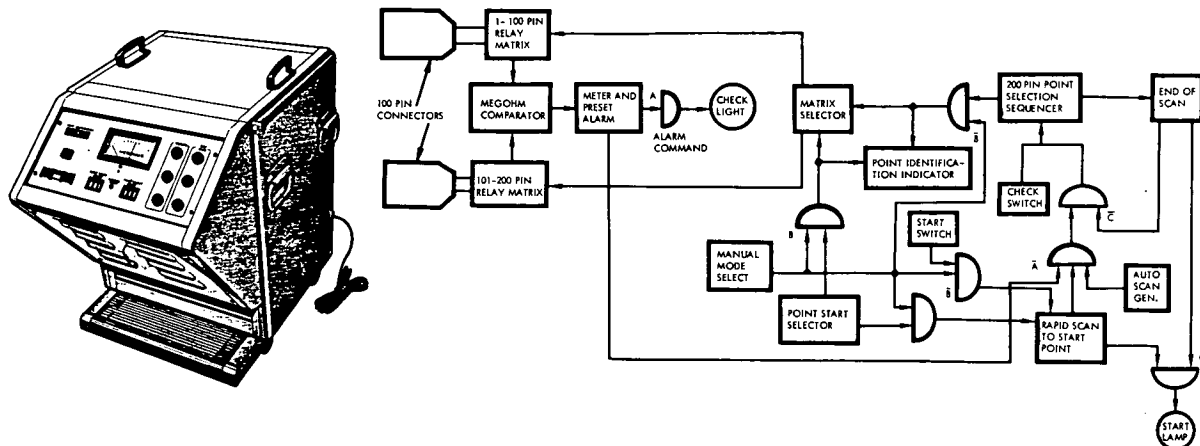 1- 100 PIN
RELAY
MATRIX
100 PIN
CONNECTORS
MEGOHM
COMPARATOR
METER AND
PRESET
ALARM
A
CHECK
LIGHT
ALARM
COMMAND
101-200 PIN
RELAY MATRIX
MATRIX
SELECTOR
B̄
200 PIN POINT
SELECTION
SEQUENCER
END OF
SCAN
POINT IDENTIFICA-
TION INDICATOR
CHECK
SWITCH
C̄
B
START
SWITCH
MANUAL
MODE
SELECT
Ā
AUTO
SCAN
GEN.
B̄
POINT START
SELECTOR
RAPID SCAN
TO START
POINT
START
LAMP